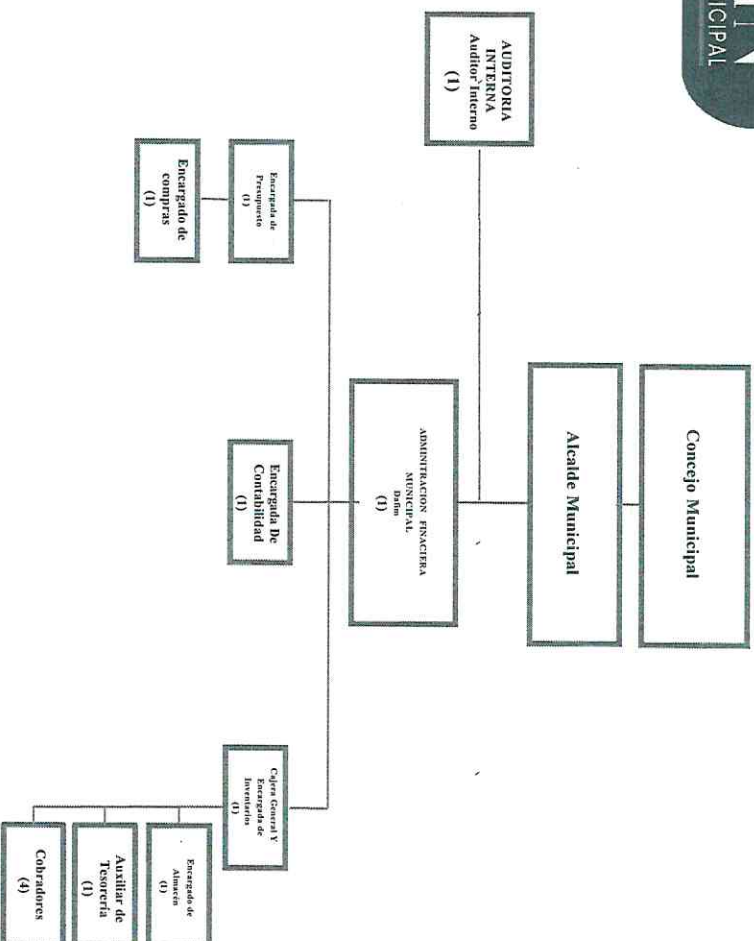 ICIPAL
Concejo Municipal
Alcalde Municipal
AUDITORIA
INTERNA
Auditor Interno
(1)
ADMINITRACION FINACIERA
MUNICIPAL
Dafim
(1)
Encargada de
Presupuesto
(1)
Encargado de
compras
(1)
Encargada De
Contabilidad
(1)
Cajera General Y
Encargada de
Inventarios
(1)
Encargado de
Almacén
(1)
Auxiliar de
Tesorería
(1)
Cobradores
(4)